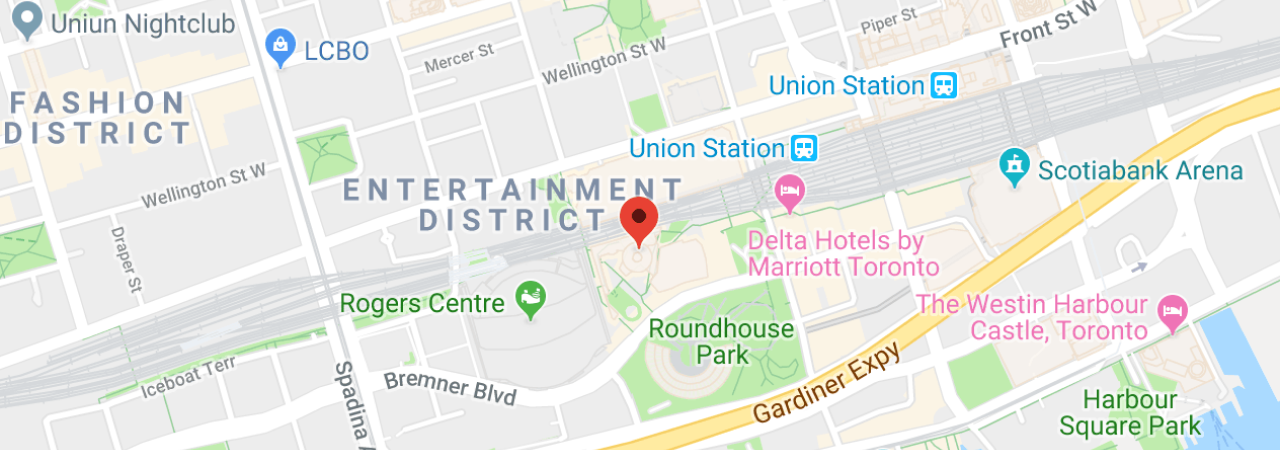 Uniun Nightclub
LCBO
Mercer St
Wellington St W
Piper St
Front St W
Union Station
FASHION
DISTRICT
Union Station
Scotiabank Arena
Wellington St W
ENTERTAINMENT
DISTRICT
Draper St
Delta Hotels by
Marriott Toronto
Rogers Centre
The Westin Harbour
Castle, Toronto
Roundhouse
Park
Iceboat Terr
Bremner Blvd
Spadina A
Gardiner Expy
Harbour
Square Park